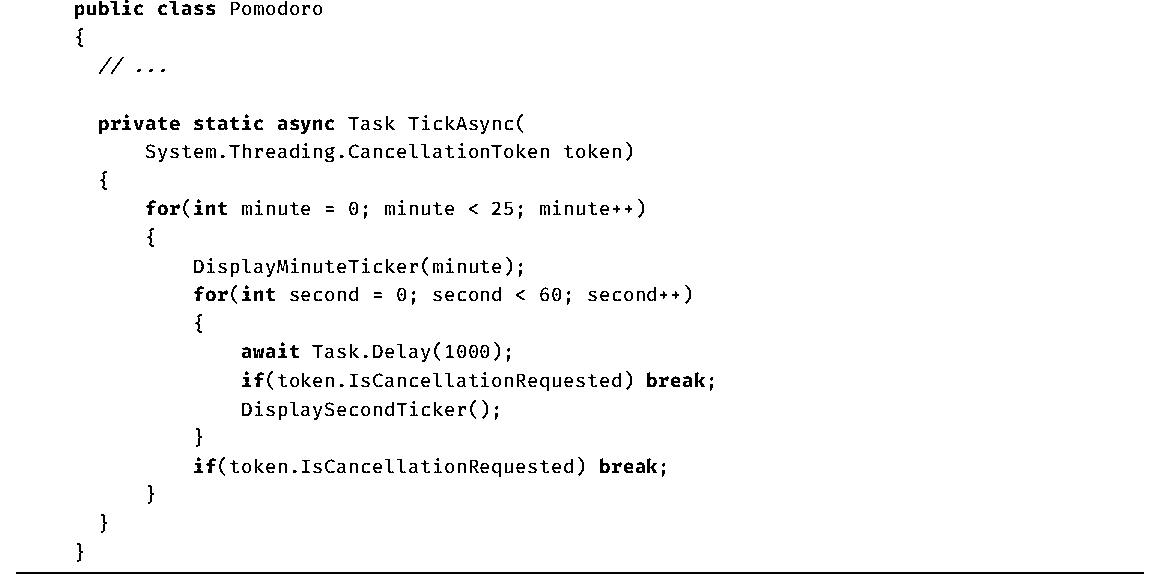 public class Pomodoro
{
  // ...

  private static async Task TickAsync(
      System.Threading.CancellationToken token)
  {
      for(int minute = 0; minute < 25; minute++)
      {
          DisplayMinuteTicker(minute);
          for(int second = 0; second < 60; second++)
          {
              await Task.Delay(1000);
              if(token.IsCancellationRequested) break;
              DisplaySecondTicker();
          }
          if(token.IsCancellationRequested) break;
      }
  }
}